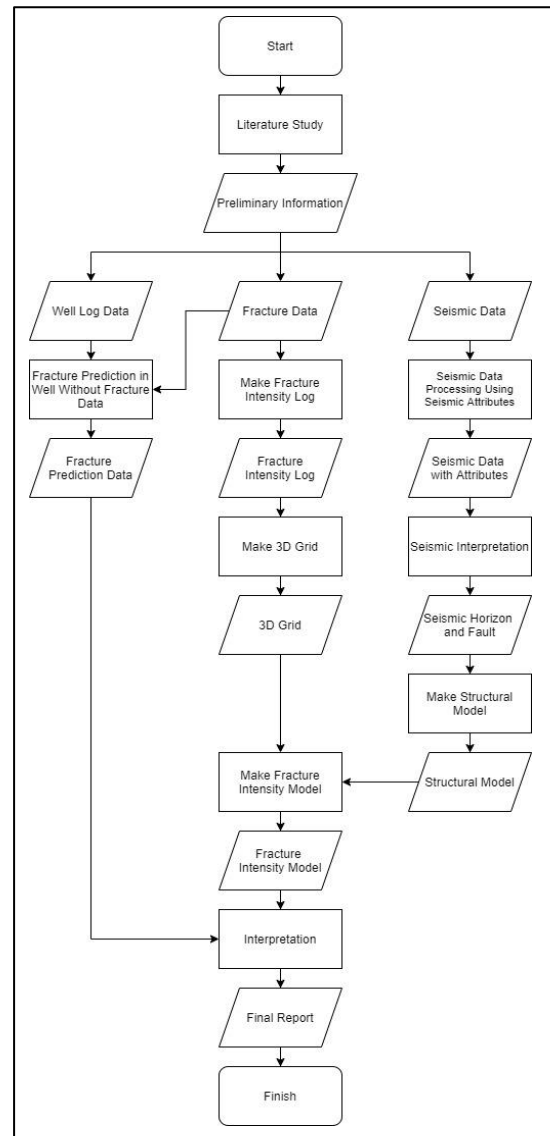 Start
Literature Study
Preliminary Information
Well Log Data
Fracture Data
Seismic Data
Fracture Prediction in
Well Without Fracture
Data
Make Fracture
Intensity Log
Seismic Data
Processing Using
Seismic Attributes
Fracture
Prediction Data
Fracture
Intensity Log
Seismic Data
with Attributes
Make 3D Grid
Seismic Interpretation
3D Grid
Seismic Horizon
and Fault
Make Structural
Model
Make Fracture
Intensity Model
Structural Model
Fracture
Intensity Model
Interpretation
Final Report
Finish